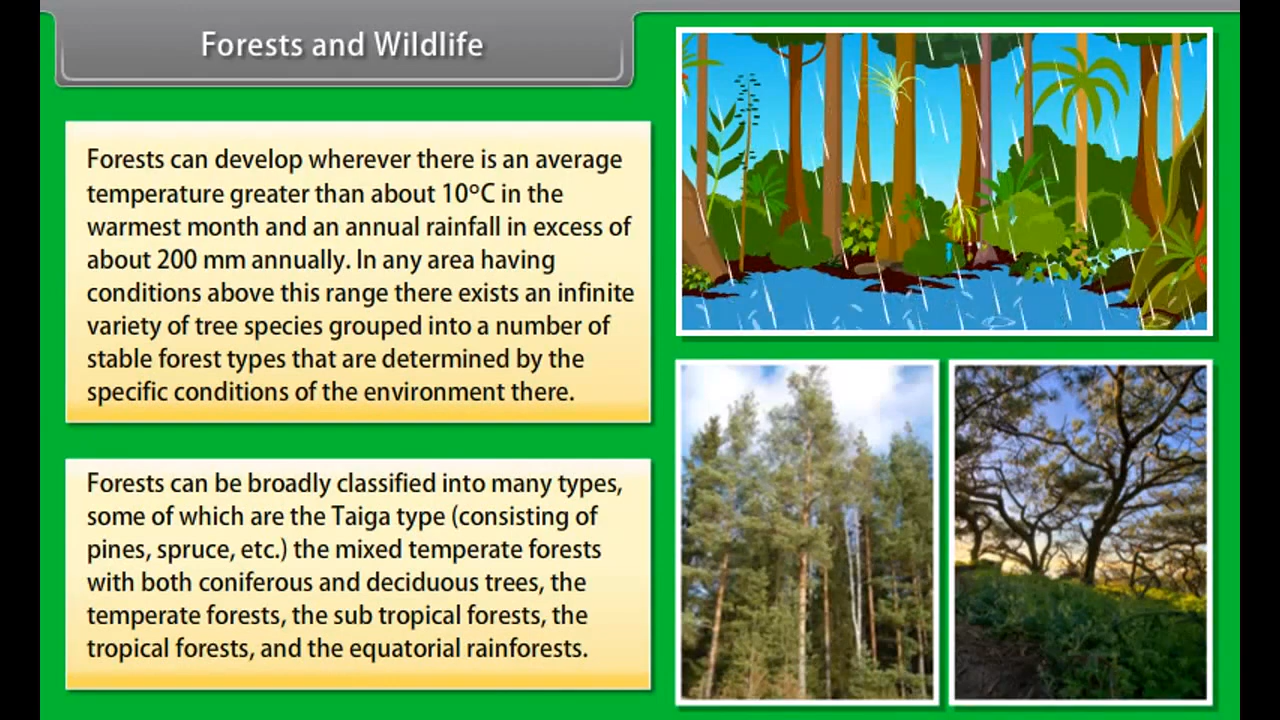 Forests and Wildlife
Forests can develop wherever there is an average
temperature greater than about 10°C in the
warmest month and an annual rainfall in excess of
about 200 mm annually. In any area having
conditions above this range there exists an infinite
variety of tree species grouped into a number of
stable forest types that are determined by the
specific conditions of the environment there.
Forests can be broadly classified into many types,
some of which are the Taiga type (consisting of
pines, spruce, etc.) the mixed temperate forests
with both coniferous and deciduous trees, the
temperate forests, the sub tropical forests, the
tropical forests, and the equatorial rainforests.